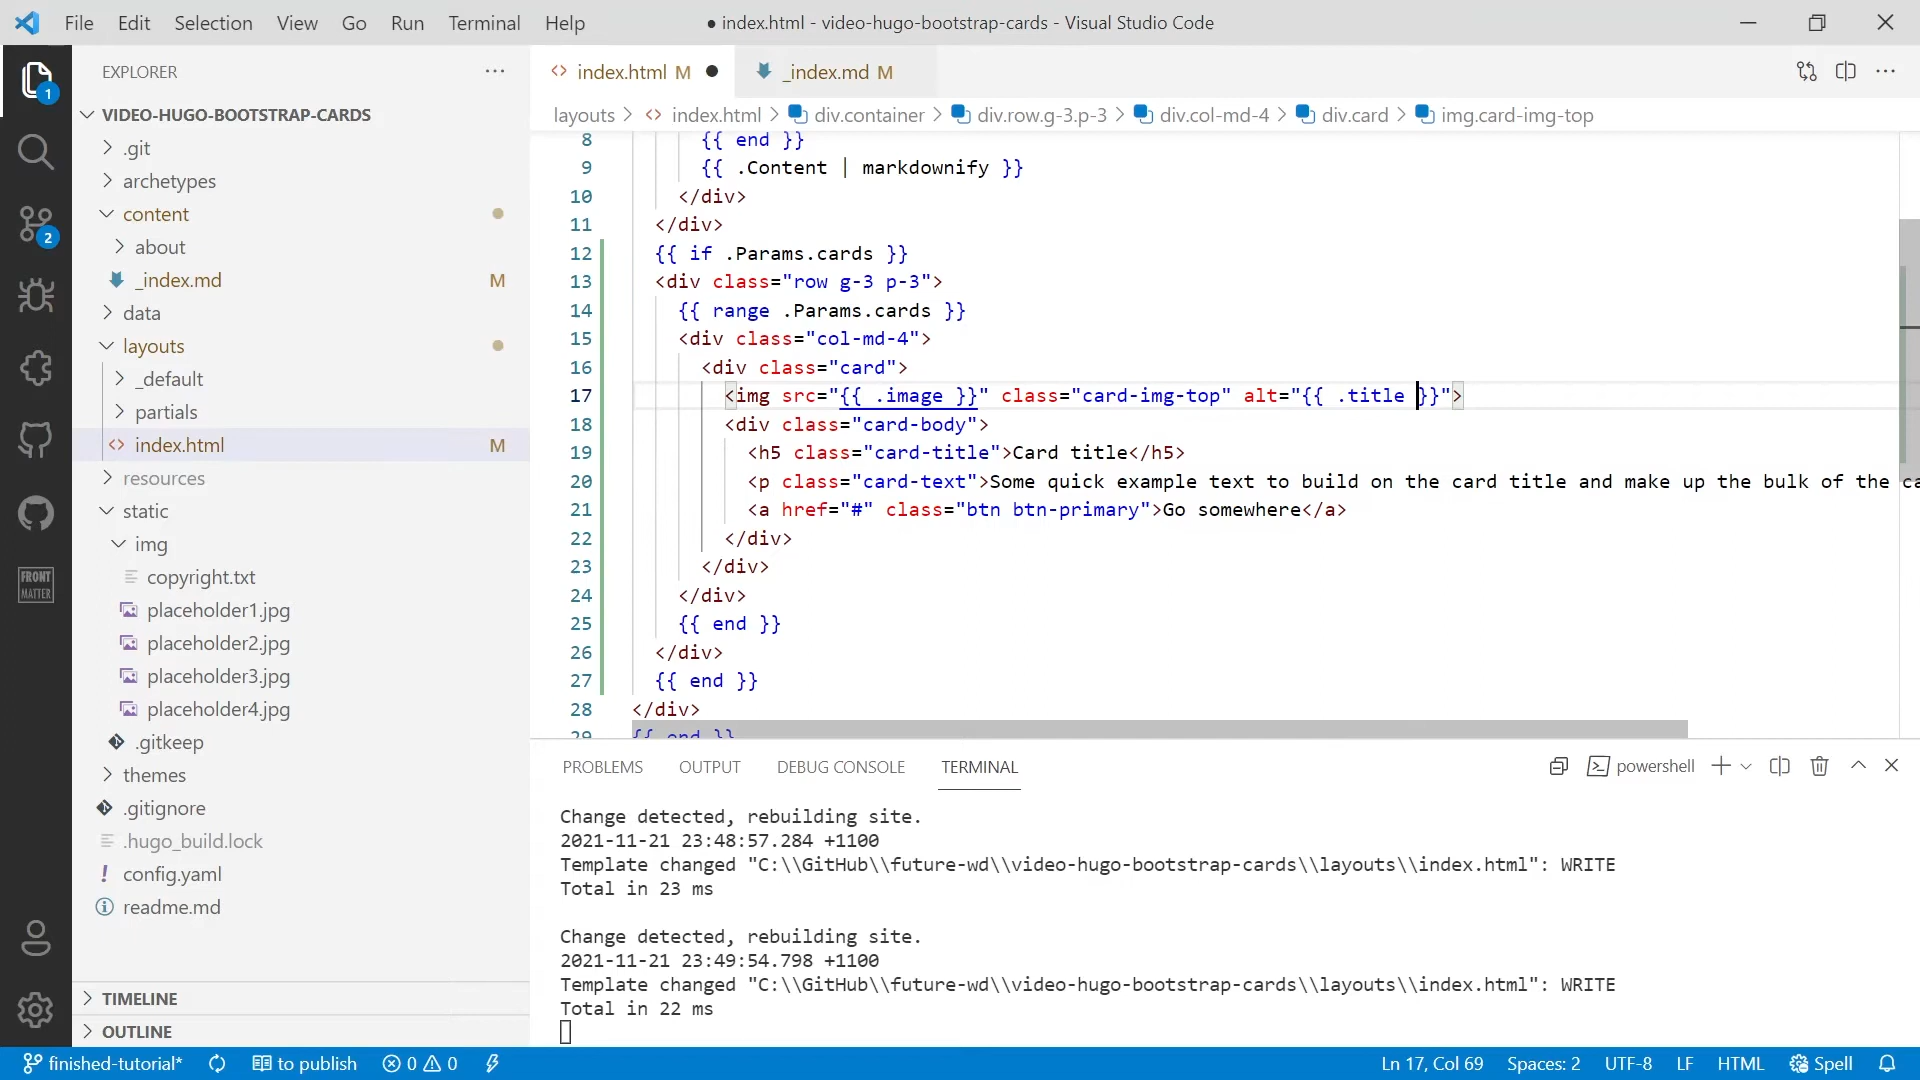 File Edit Selection View Go Run Terminal Help
● index.html - video-hugo-bootstrap-cards - Visual Studio Code
EXPLORER
1
2
FRONT
MATTER
VIDEO-HUGO-BOOTSTRAP-CARDS
.git
archetypes
content
about
_index.md M
data
layouts
_default
partials
index.html M
resources
static
img
copyright.txt
placeholder1.jpg
placeholder2.jpg
placeholder3.jpg
placeholder4.jpg
.gitkeep
themes
.gitignore
.hugo_build.lock
config.yaml
readme.md
TIMELINE
OUTLINE
index.html M
_index.md M
layouts > index.html > div.container > div.row.g-3.p-3 > div.col-md-4 > div.card > img.card-img-top
8 {{ end }}
9 {{ .Content | markdownify }}
10 </div>
11 </div>
12 {{ if .Params.cards }}
13 <div class="row g-3 p-3">
14 {{ range .Params.cards }}
15 <div class="col-md-4">
16 <div class="card">
17 <img src="{{ .image }}" class="card-img-top" alt="{{ .title }}">
18 <div class="card-body">
19 <h5 class="card-title">Card title</h5>
20 <p class="card-text">Some quick example text to build on the card title and make up the bulk of the ca
21 <a href="#" class="btn btn-primary">Go somewhere</a>
22 </div>
23 </div>
24 </div>
25 {{ end }}
26 </div>
27 {{ end }}
28 </div>
29 {{ end }}
PROBLEMS OUTPUT DEBUG CONSOLE TERMINAL
powershell
Change detected, rebuilding site.
2021-11-21 23:48:57.284 +1100
Template changed "C:\\GitHub\\future-wd\\video-hugo-bootstrap-cards\\layouts\\index.html": WRITE
Total in 23 ms
Change detected, rebuilding site.
2021-11-21 23:49:54.798 +1100
Template changed "C:\\GitHub\\future-wd\\video-hugo-bootstrap-cards\\layouts\\index.html": WRITE
Total in 22 ms
finished-tutorial* to publish 0 0
Ln 17, Col 69 Spaces: 2 UTF-8 LF HTML Spell